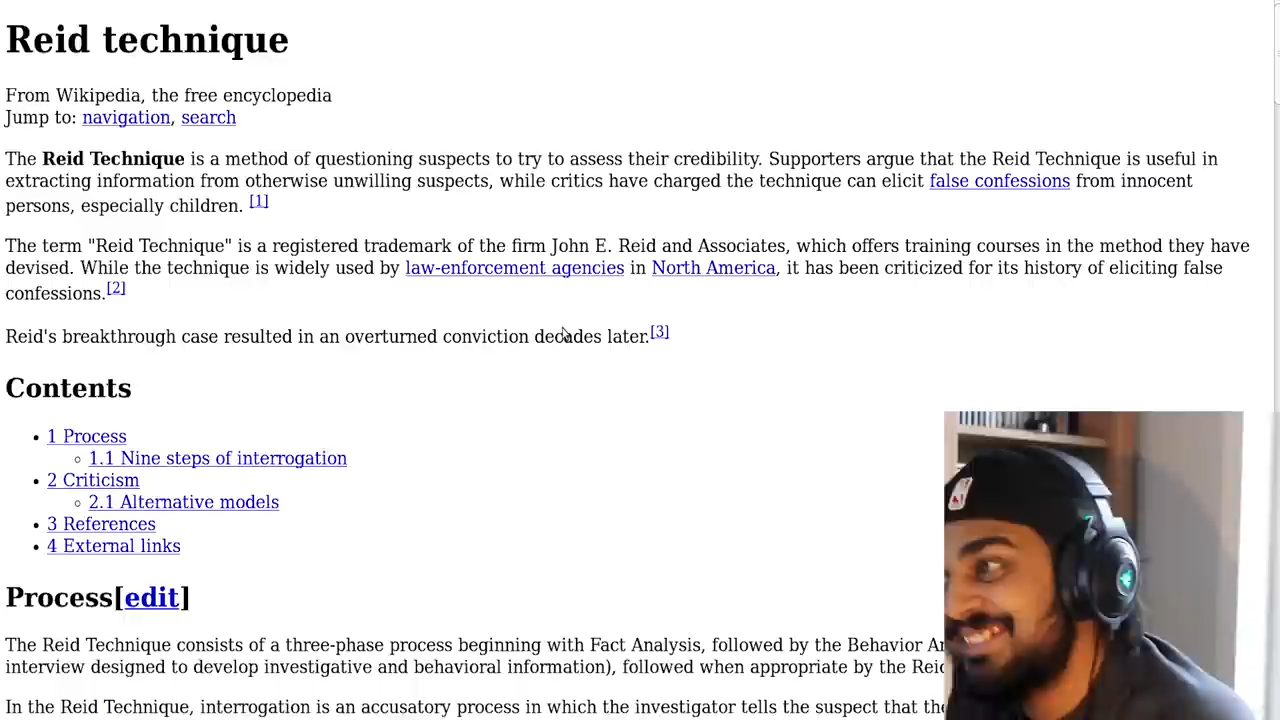 Reid technique
From Wikipedia, the free encyclopedia
Jump to: navigation, search
The Reid Technique is a method of questioning suspects to try to assess their credibility. Supporters argue that the Reid Technique is useful in
extracting information from otherwise unwilling suspects, while critics have charged the technique can elicit false confessions from innocent
persons, especially children. [1]
The term "Reid Technique" is a registered trademark of the firm John E. Reid and Associates, which offers training courses in the method they have
devised. While the technique is widely used by law-enforcement agencies in North America, it has been criticized for its history of eliciting false
confessions.[2]
Reid's breakthrough case resulted in an overturned conviction decades later.[3]
Contents
• 1 Process
◦ 1.1 Nine steps of interrogation
• 2 Criticism
◦ 2.1 Alternative models
• 3 References
• 4 External links
Process[edit]
The Reid Technique consists of a three-phase process beginning with Fact Analysis, followed by the Behavior
interview designed to develop investigative and behavioral information), followed when appropriate by the
In the Reid Technique, interrogation is an accusatory process in which the investigator tells the suspect that